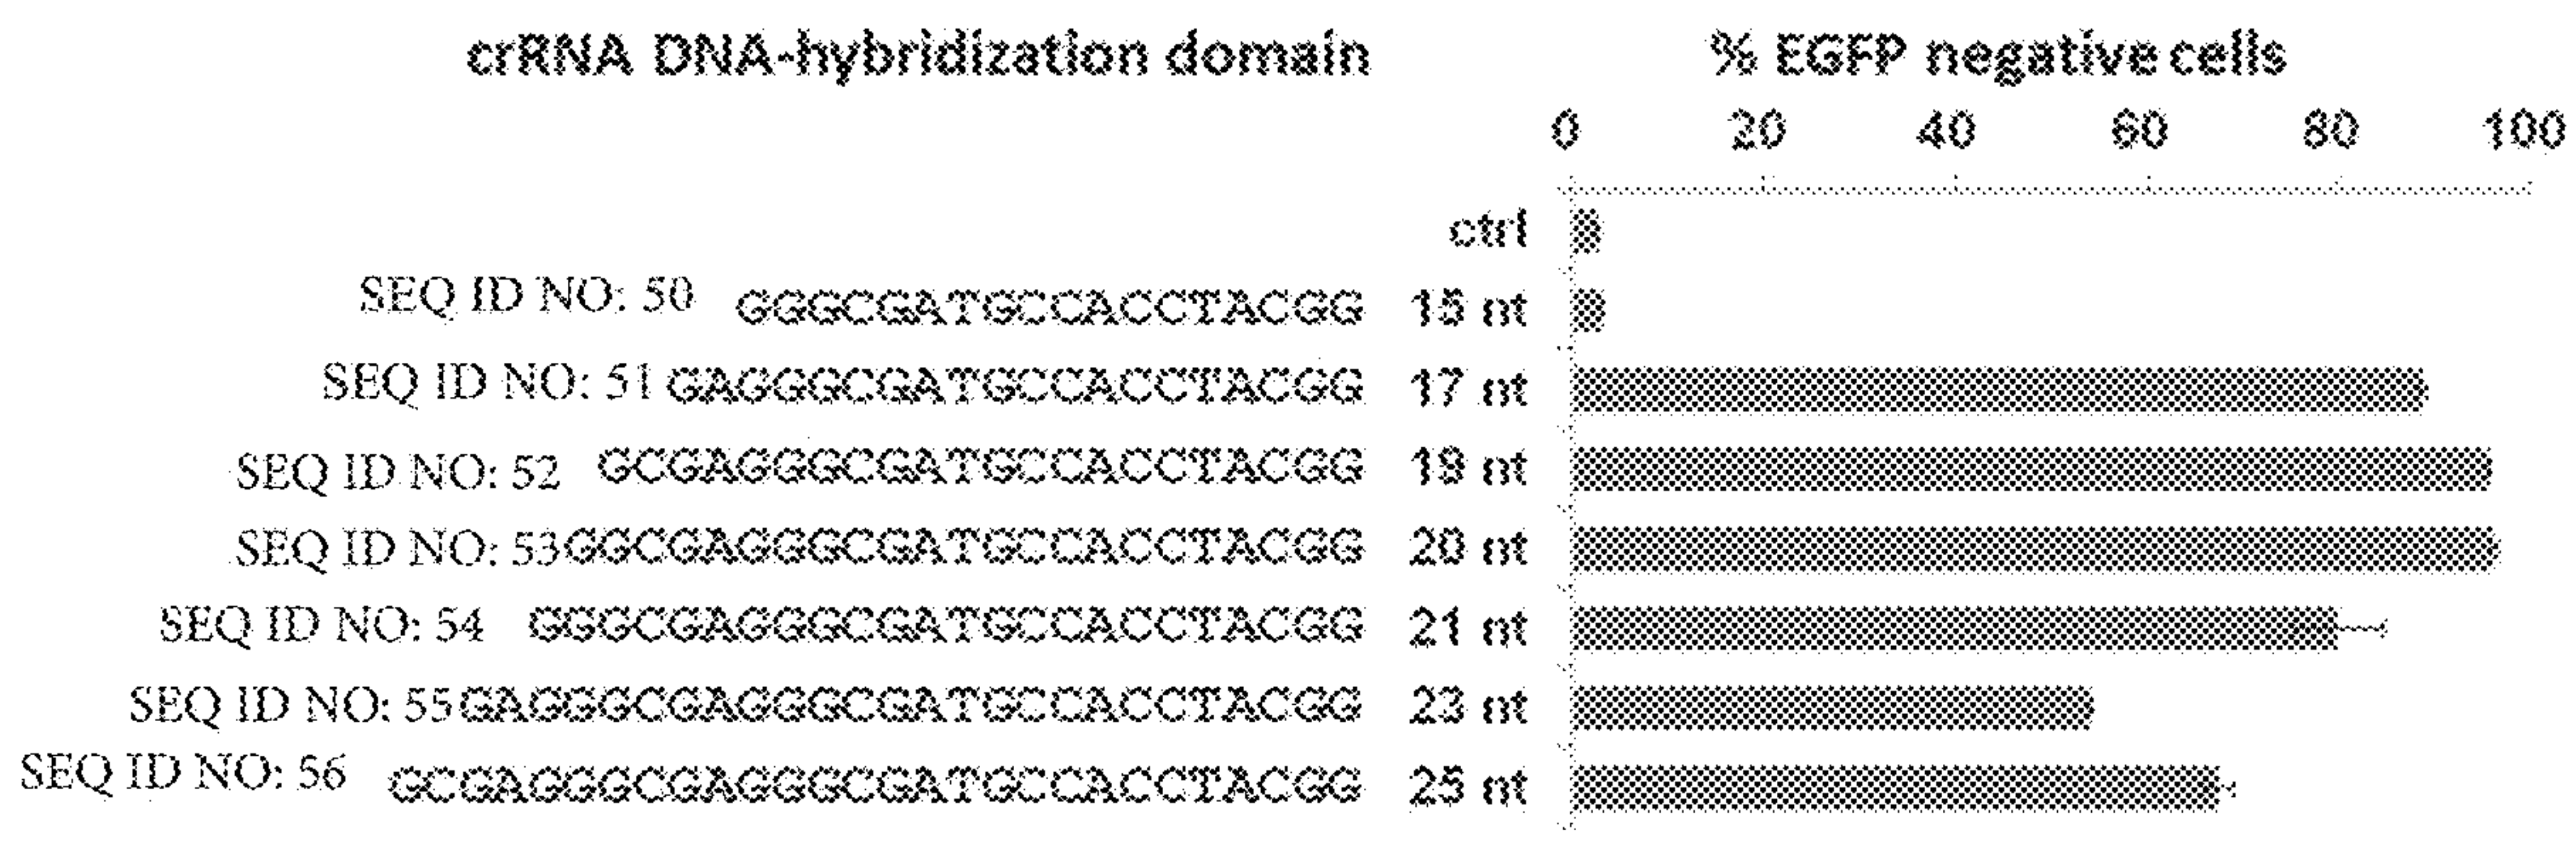 crRNA DNA-hybridization domain % EGFP negative cells
0 20 40 60 80 100
ctrl
SEQ ID NO: 50 GGGCGATGCCACCTACGG 15 nt
SEQ ID NO: 51 GAGGGCGATGCCACCTACGG 17 nt
SEQ ID NO: 52 GCGAGGGCGATGCCACCTACGG 19 nt
SEQ ID NO: 53 GGCGAGGGCGATGCCACCTACGG 20 nt
SEQ ID NO: 54 GGGCGAGGGCGATGCCACCTACGG 21 nt
SEQ ID NO: 55 GAGGGCGAGGGCGATGCCACCTACGG 23 nt
SEQ ID NO: 56 GCGAGGGCGAGGGCGATGCCACCTACGG 25 nt